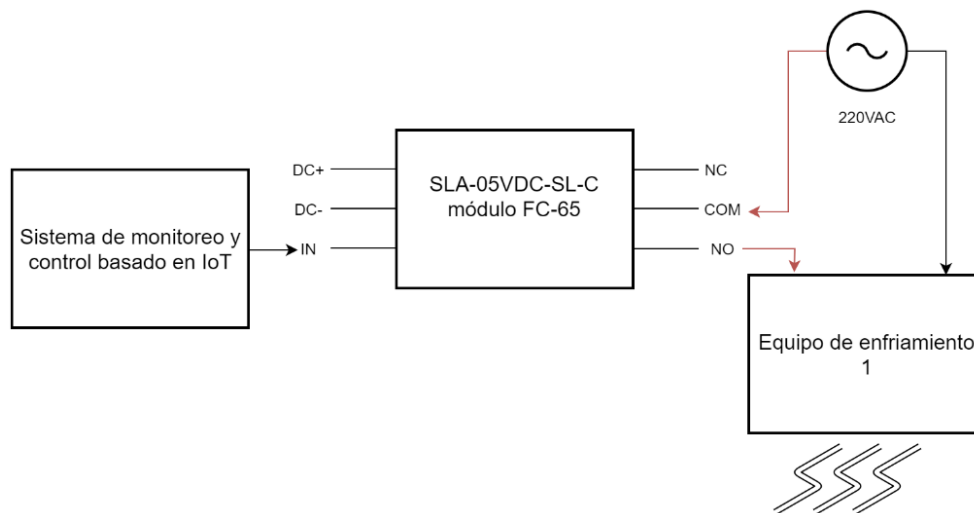 220VAC
DC+
SLA-05VDC-SL-C
módulo FC-65
NC
DC-
COM
Sistema de monitoreo y
control basado en IoT
IN
NO
Equipo de enfriamiento
1